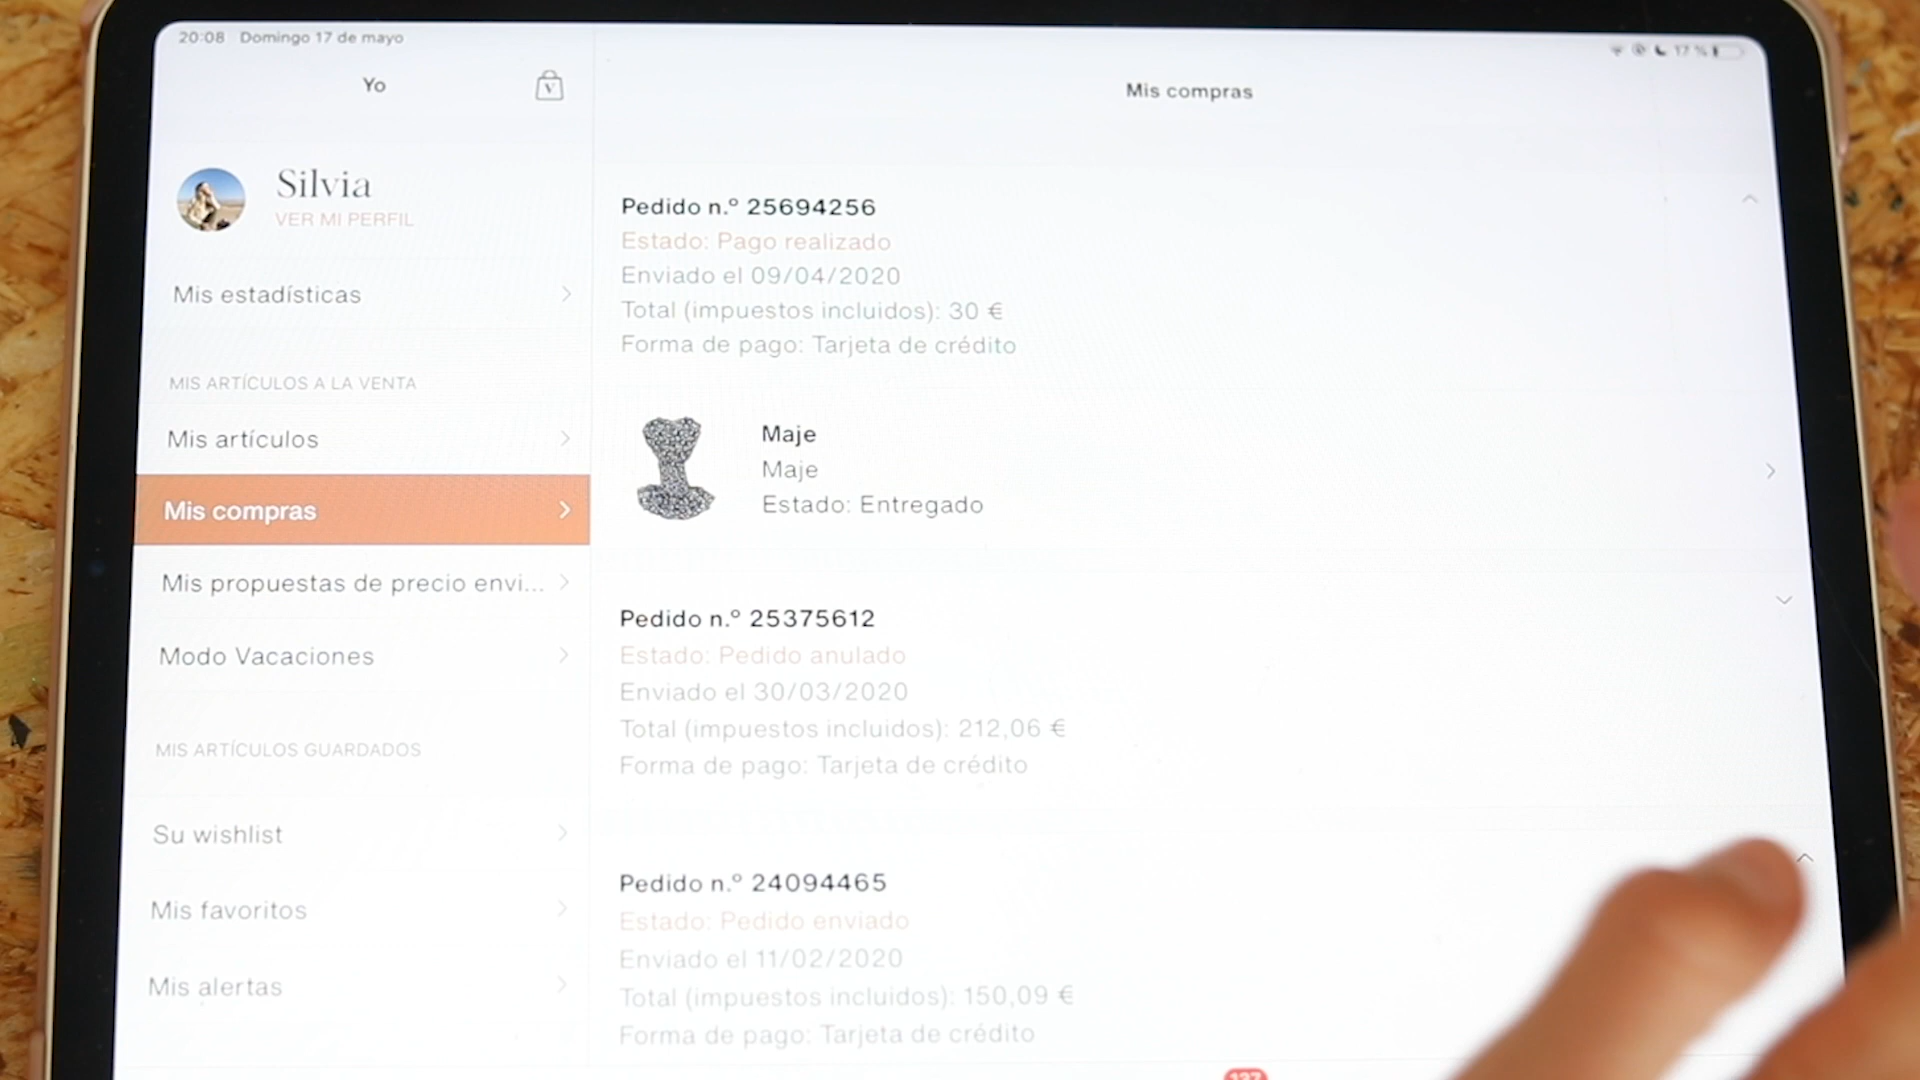 20:08 Domingo 17 de mayo
17 %
Yo
V
Mis compras
Silvia
VER MI PERFIL
Mis estadísticas
MIS ARTÍCULOS A LA VENTA
Mis artículos
Mis compras
Mis propuestas de precio envi...
Modo Vacaciones
MIS ARTÍCULOS GUARDADOS
Su wishlist
Mis favoritos
Mis alertas
Pedido n.º 25694256
Estado: Pago realizado
Enviado el 09/04/2020
Total (impuestos incluidos): 30 €
Forma de pago: Tarjeta de crédito
Maje
Maje
Estado: Entregado
Pedido n.º 25375612
Estado: Pedido anulado
Enviado el 30/03/2020
Total (impuestos incluidos): 212,06 €
Forma de pago: Tarjeta de crédito
Pedido n.º 24094465
Estado: Pedido enviado
Enviado el 11/02/2020
Total (impuestos incluidos): 150,09 €
Forma de pago: Tarjeta de crédito